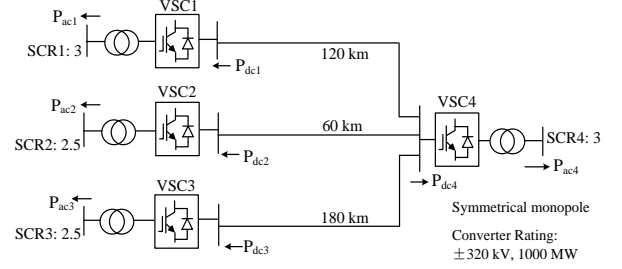 VSC1
P_ac1
SCR1: 3
P_dc1
120 km
VSC2
P_ac2
SCR2: 2.5
P_dc2
60 km
VSC4
SCR4: 3
P_ac4
P_dc4
VSC3
P_ac3
SCR3: 2.5
P_dc3
180 km
Symmetrical monopole
Converter Rating:
±320 kV, 1000 MW